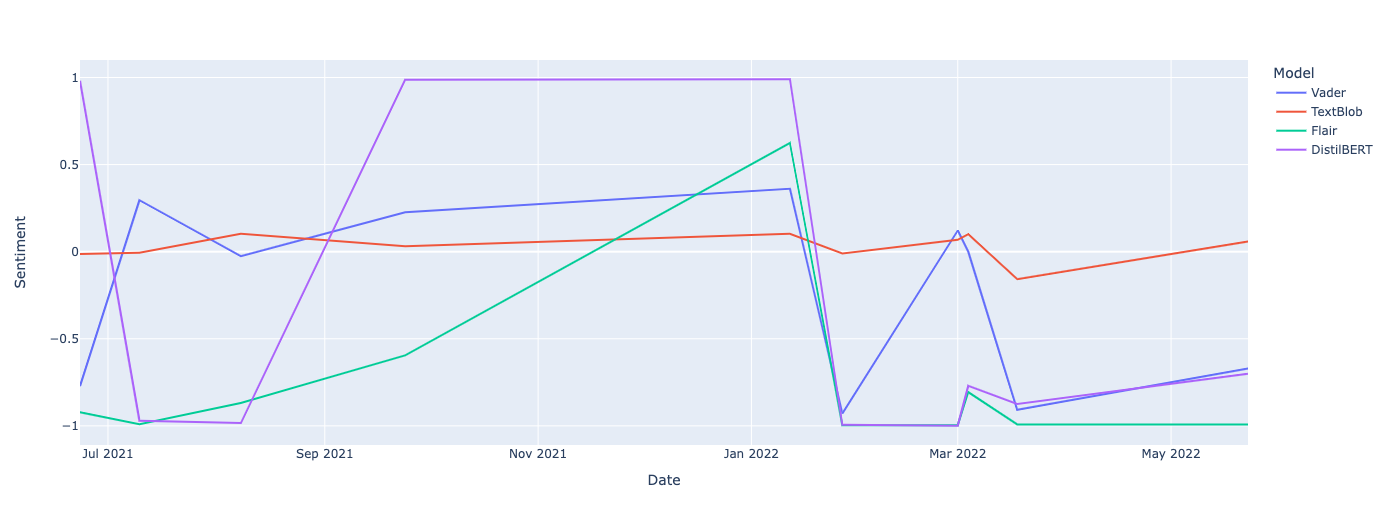 Model
Vader
TextBlob
Flair
DistilBERT
Sentiment
1
0.5
0
−0.5
−1
Jul 2021
Sep 2021
Nov 2021
Jan 2022
Mar 2022
May 2022
Date